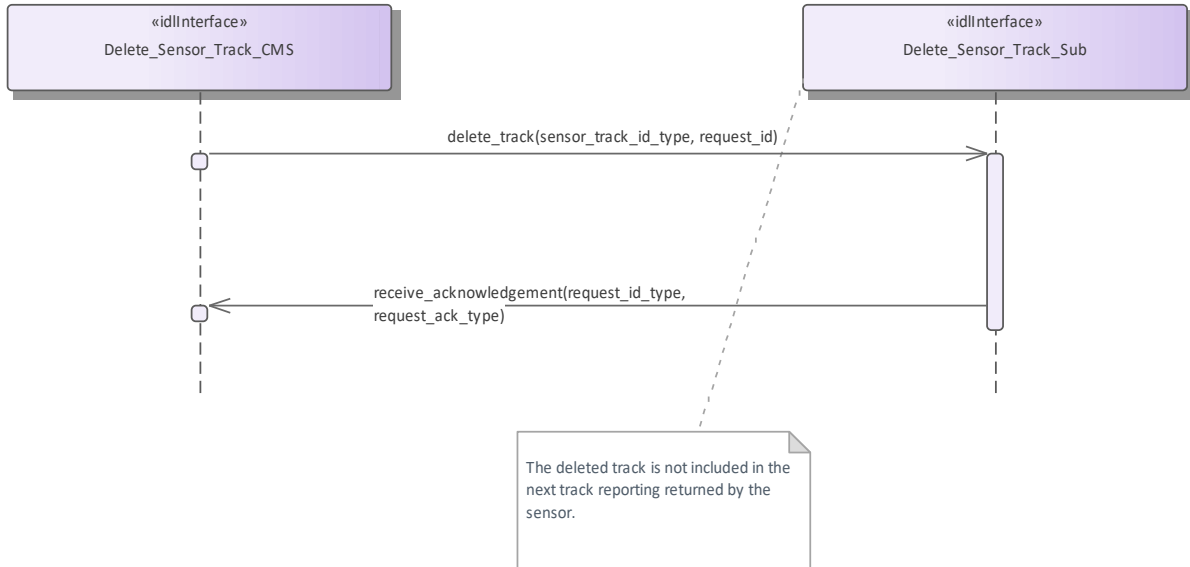 «idlInterface»
Delete_Sensor_Track_CMS
«idlInterface»
Delete_Sensor_Track_Sub
delete_track(sensor_track_id_type, request_id)
receive_acknowledgement(request_id_type,
request_ack_type)
The deleted track is not included in the
next track reporting returned by the
sensor.